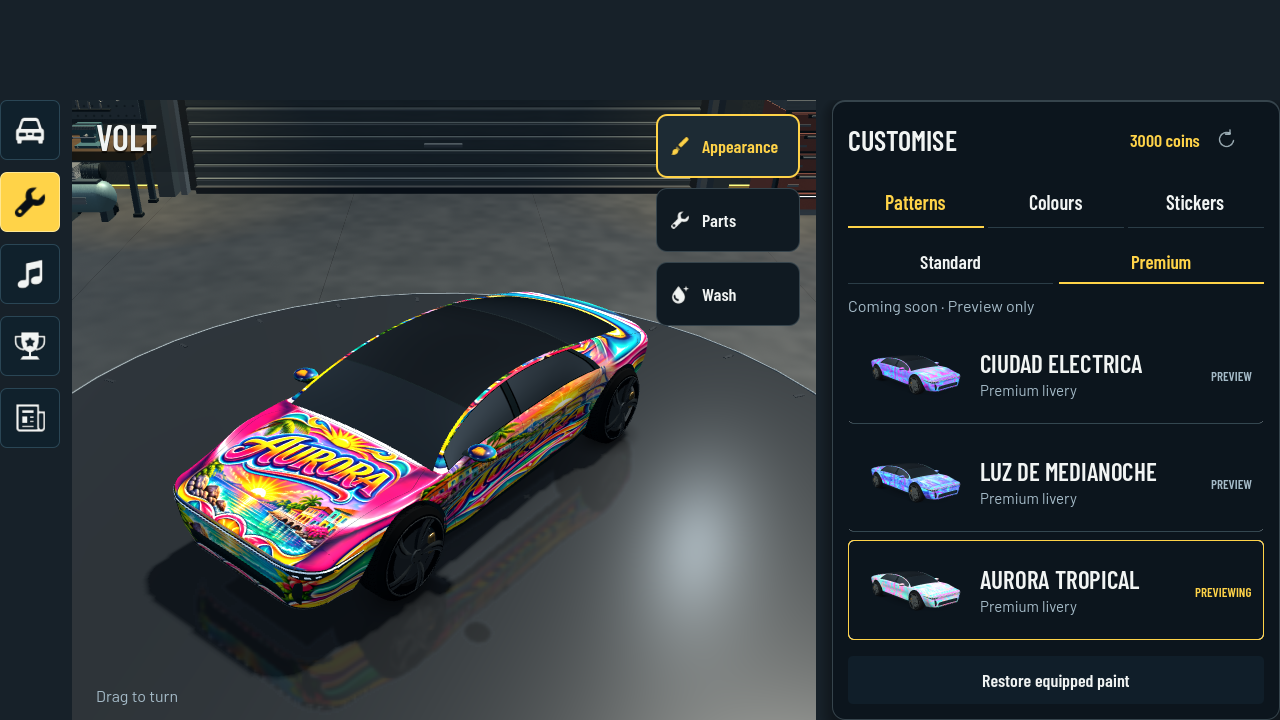 VOLT
Appearance
Parts
Wash
AURORA
Drag to turn
CUSTOMISE
3000 coins
Patterns
Colours
Stickers
Standard
Premium
Coming soon · Preview only
CIUDAD ELECTRICA
Premium livery
PREVIEW
LUZ DE MEDIANOCHE
Premium livery
PREVIEW
AURORA TROPICAL
Premium livery
PREVIEWING
Restore equipped paint